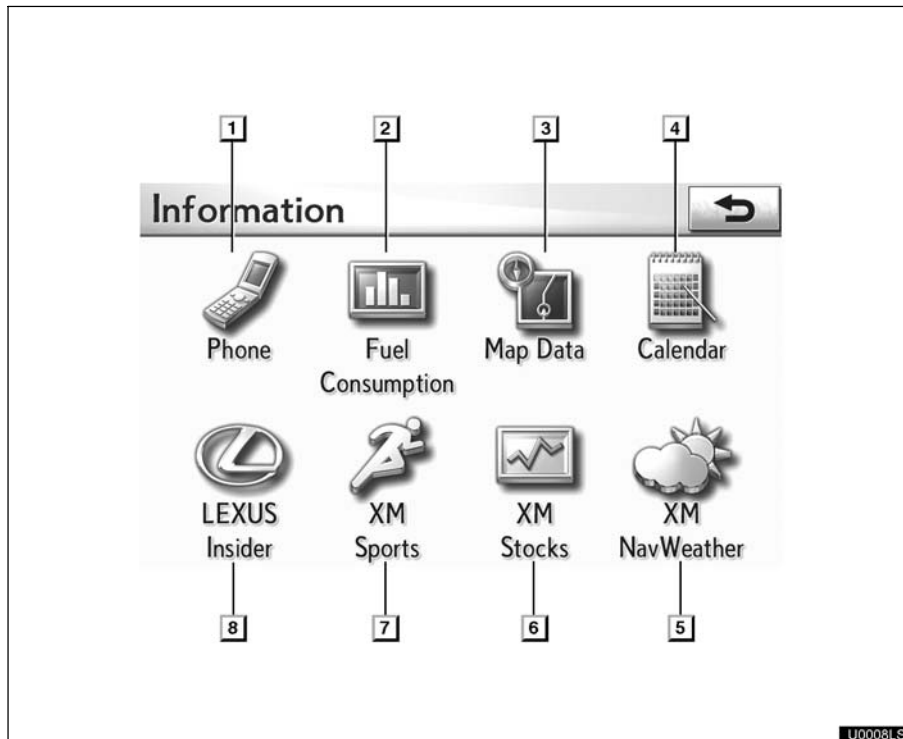 1 2 3 4
Information
Phone Fuel Consumption Map Data Calendar
LEXUS Insider XM Sports XM Stocks XM NavWeather
8 7 6 5
U0008LS